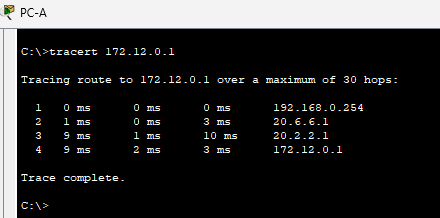 PC-A
C:\>tracert 172.12.0.1
Tracing route to 172.12.0.1 over a maximum of 30 hops:
1 0 ms 0 ms 0 ms 192.168.0.254
2 1 ms 0 ms 3 ms 20.6.6.1
3 9 ms 1 ms 10 ms 20.2.2.1
4 9 ms 2 ms 3 ms 172.12.0.1
Trace complete.
C:\>